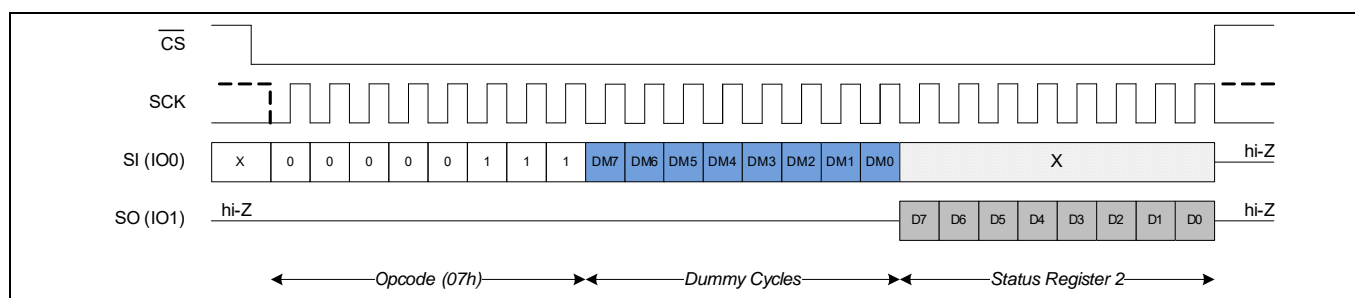 CS
SCK
SI (IO0) X 0 0 0 0 0 1 1 1 DM7 DM6 DM5 DM4 DM3 DM2 DM1 DM0 X hi-Z
SO (IO1) hi-Z D7 D6 D5 D4 D3 D2 D1 D0 hi-Z
Opcode (07h) Dummy Cycles Status Register 2